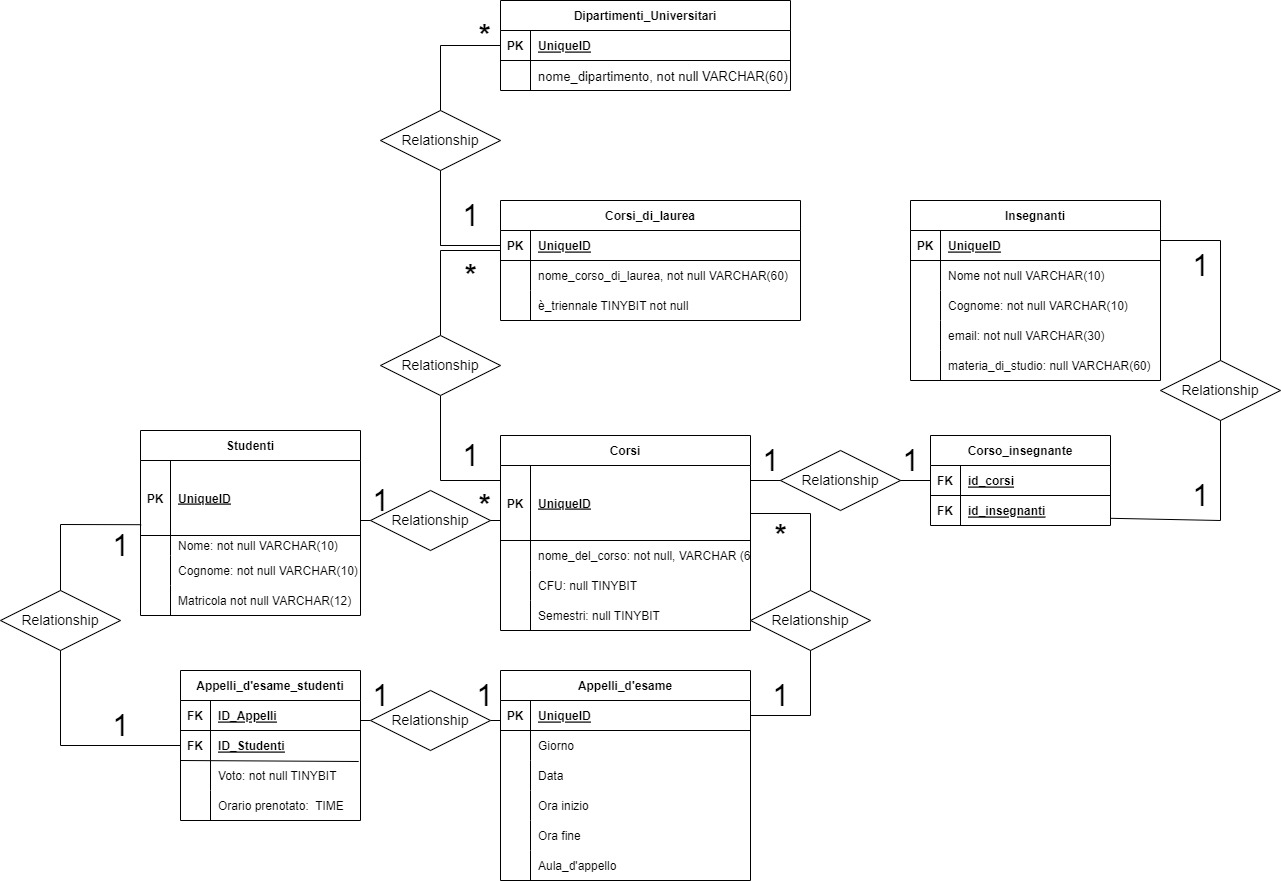 Dipartimenti_Universitari
*
PK UniqueID
nome_dipartimento, not null VARCHAR(60)
Relationship
1
Corsi_di_laurea
PK UniqueID
*
nome_corso_di_laurea, not null VARCHAR(60)
è_triennale TINYBIT not null
Insegnanti
PK UniqueID
1
Nome not null VARCHAR(10)
Cognome: not null VARCHAR(10)
email: not null VARCHAR(30)
materia_di_studio: null VARCHAR(60)
Relationship
Relationship
1
1
Studenti
PK UniqueID
1
Nome: not null VARCHAR(10)
Cognome: not null VARCHAR(10)
Matricola not null VARCHAR(12)
1
Relationship
*
Corsi
PK UniqueID
nome_del_corso: not null, VARCHAR (6
CFU: null TINYBIT
Semestri: null TINYBIT
1
Relationship
1
Corso_insegnante
FK id_corsi
FK id_insegnanti
*
Relationship
Relationship
1
1
Appelli_d'esame_studenti
FK ID_Appelli
FK ID_Studenti
Voto: not null TINYBIT
Orario prenotato: TIME
1
Relationship
1
Appelli_d'esame
PK UniqueID
Giorno
Data
Ora inizio
Ora fine
Aula_d'appello